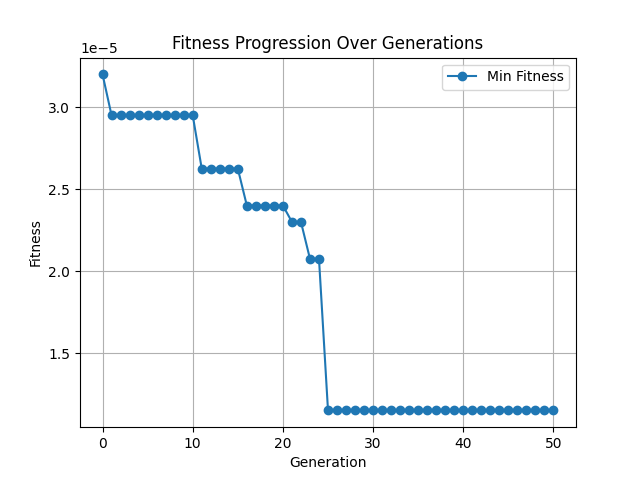 Fitness Progression Over Generations
1e−5
Min Fitness
3.0
2.5
2.0
1.5
Fitness
0 10 20 30 40 50
Generation